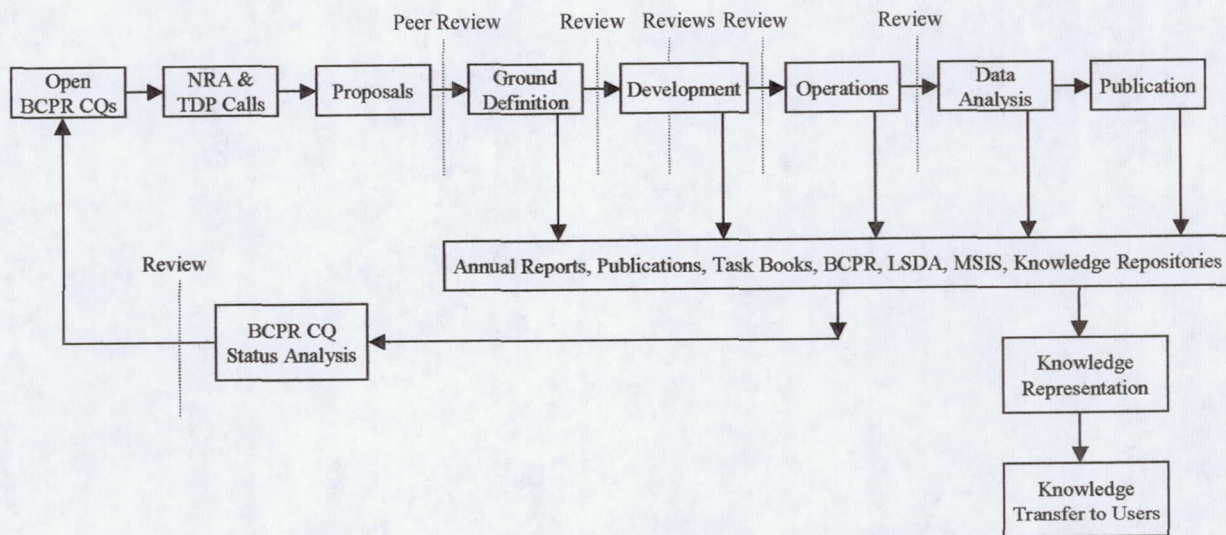 Peer Review
Review
Reviews
Review
Review
Open
BCPR CQs
NRA &
TDP Calls
Proposals
Ground
Definition
Development
Operations
Data
Analysis
Publication
Annual Reports, Publications, Task Books, BCPR, LSDA, MSIS, Knowledge Repositories
Review
BCPR CQ
Status Analysis
Knowledge
Representation
Knowledge
Transfer to Users